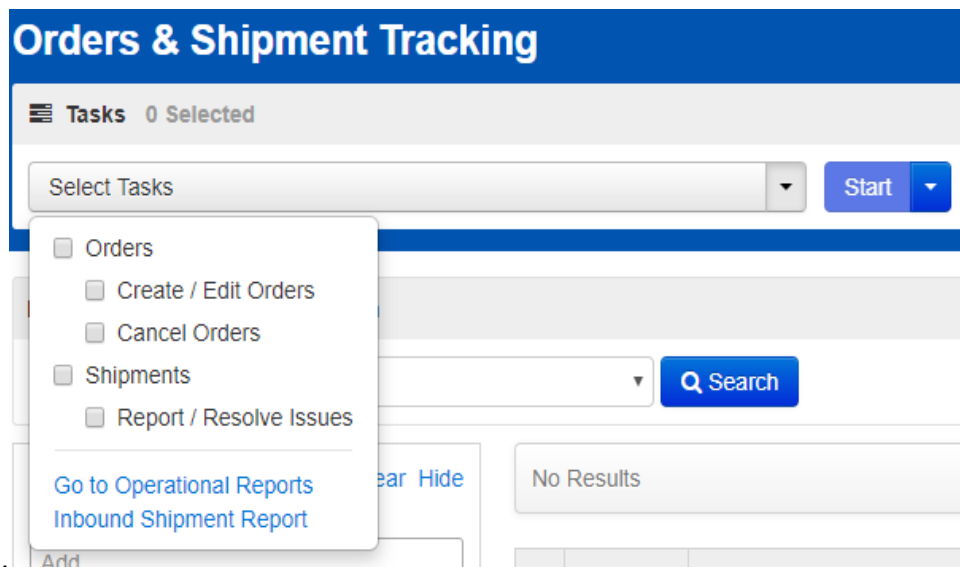 Orders & Shipment Tracking
Tasks 0 Selected
Select Tasks
Start
Orders
Create / Edit Orders
Cancel Orders
Shipments
Report / Resolve Issues
Search
Go to Operational Reports
Inbound Shipment Report
Hide
No Results
Add